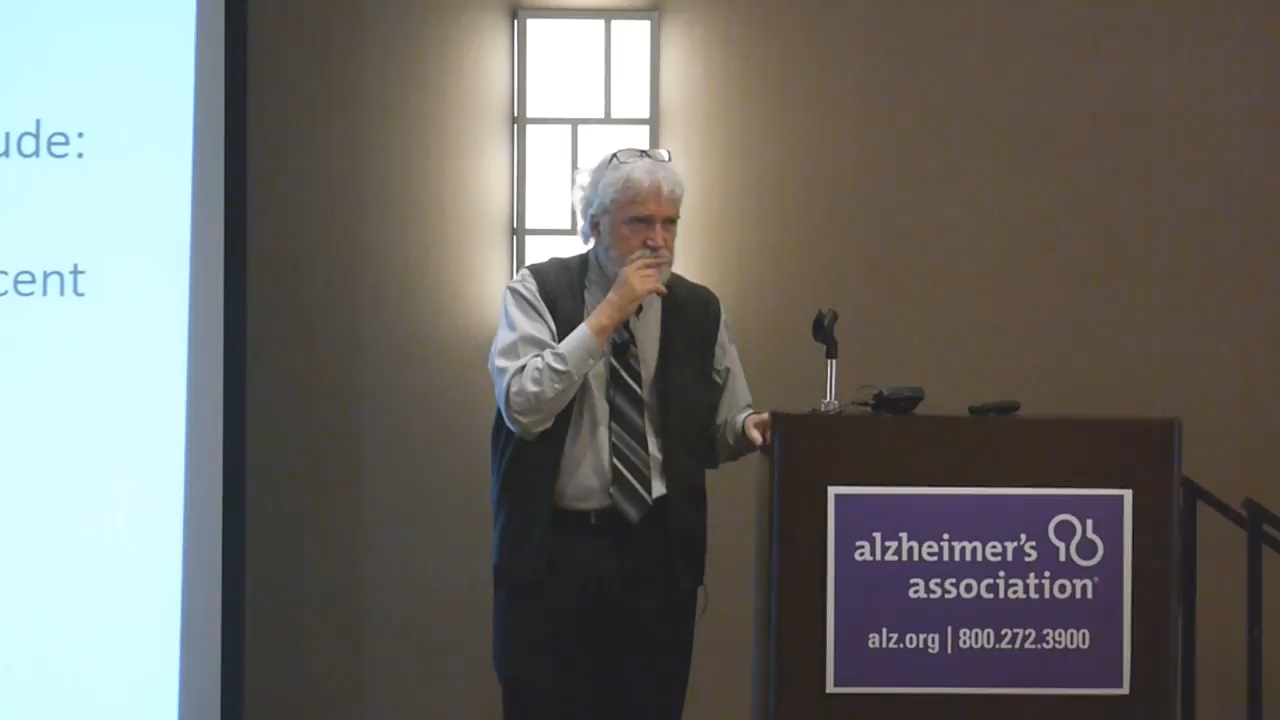 ude:
cent
alzheimer's
association®
alz.org | 800.272.3900